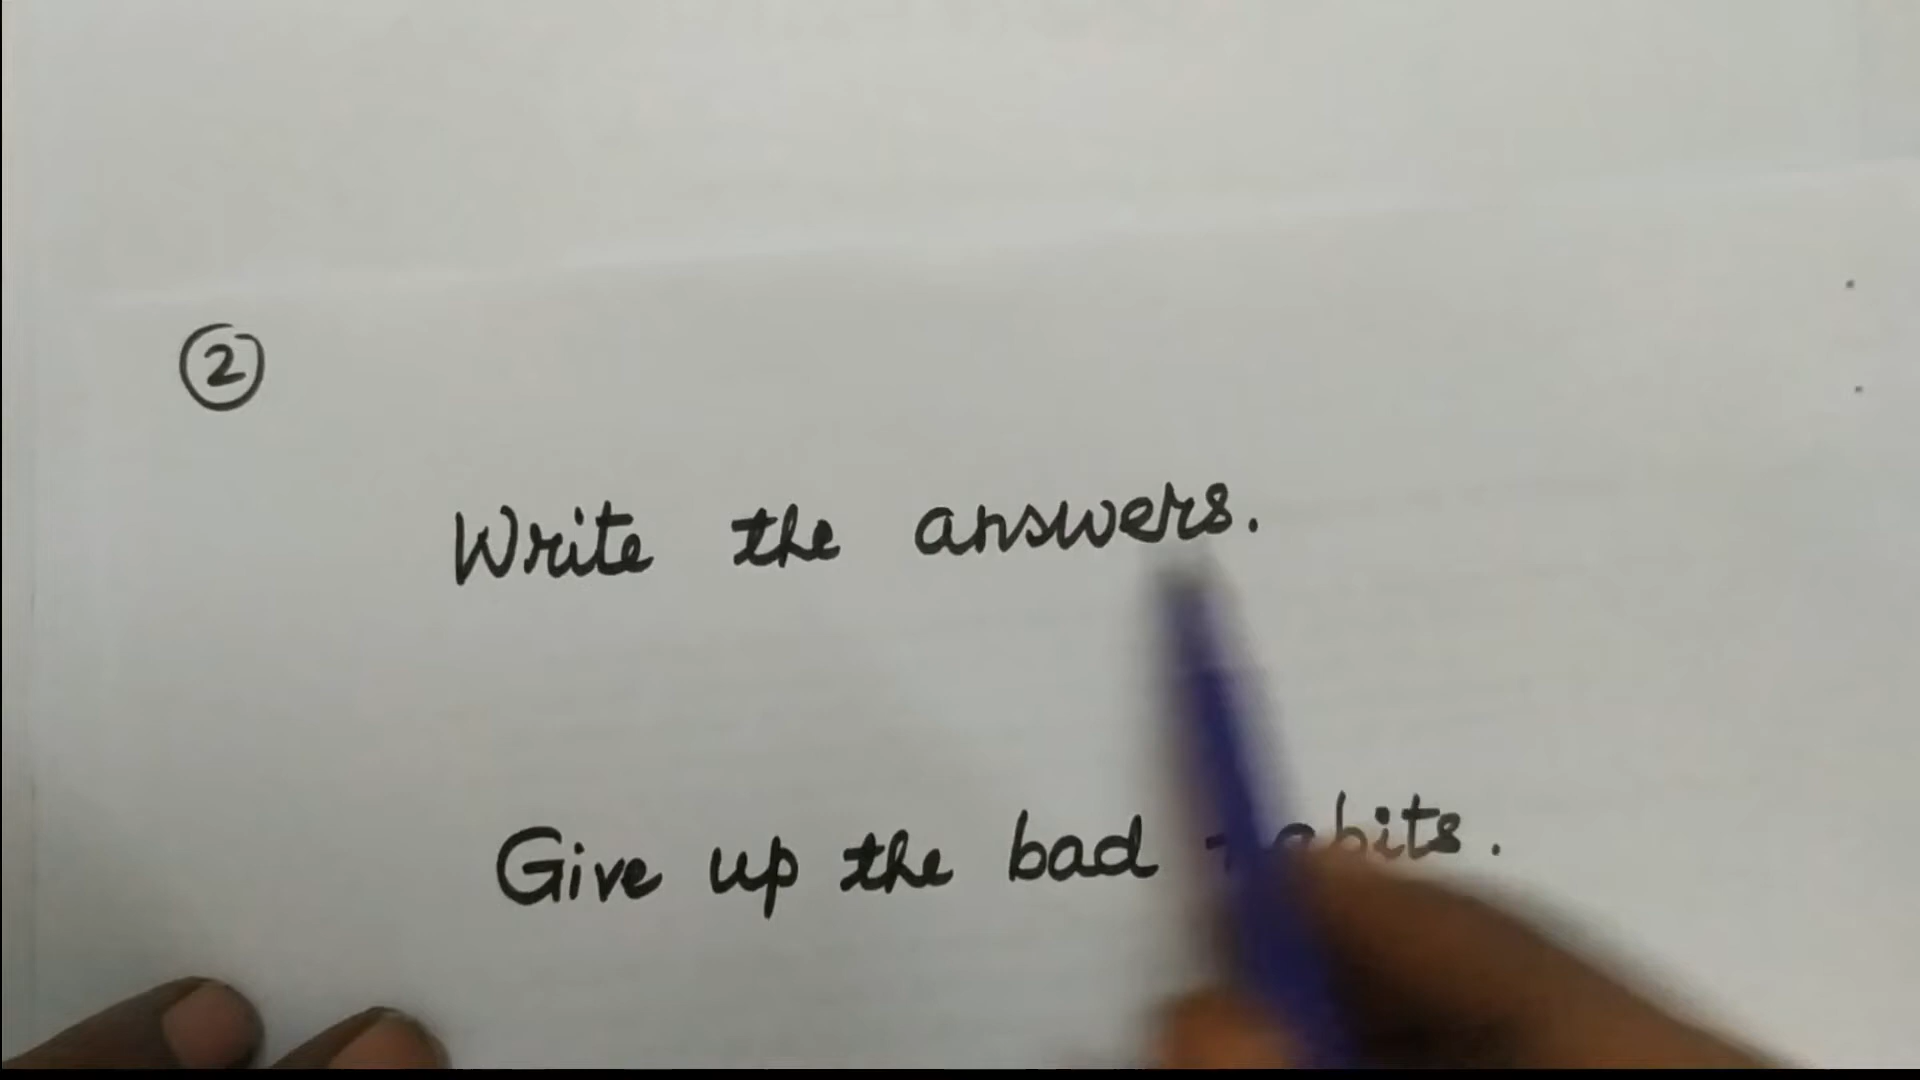 2
Write the answers.
Give up the bad